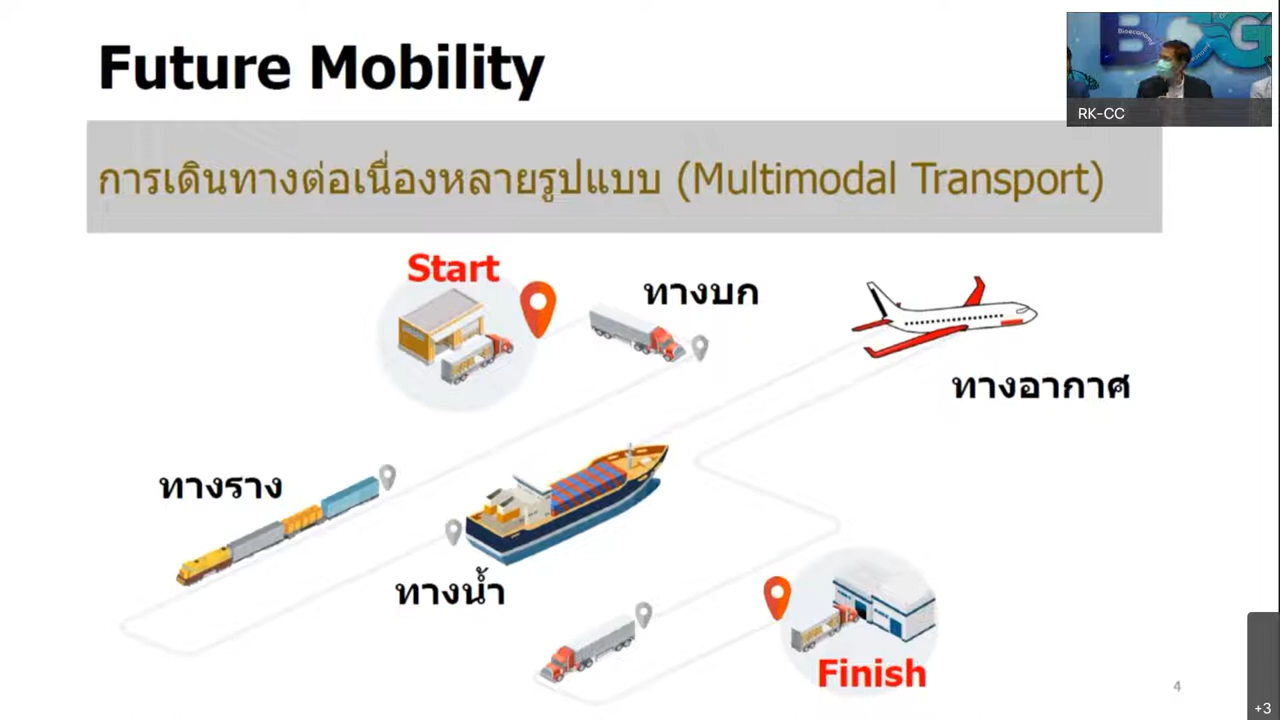 Future Mobility
Bioeconomy
BCG
RK-CC
การเดินทางต่อเนื่องหลายรูปแบบ (Multimodal Transport)
Start
ทางบก
ทางอากาศ
ทางราง
ทางน้ำ
Finish
4
+3